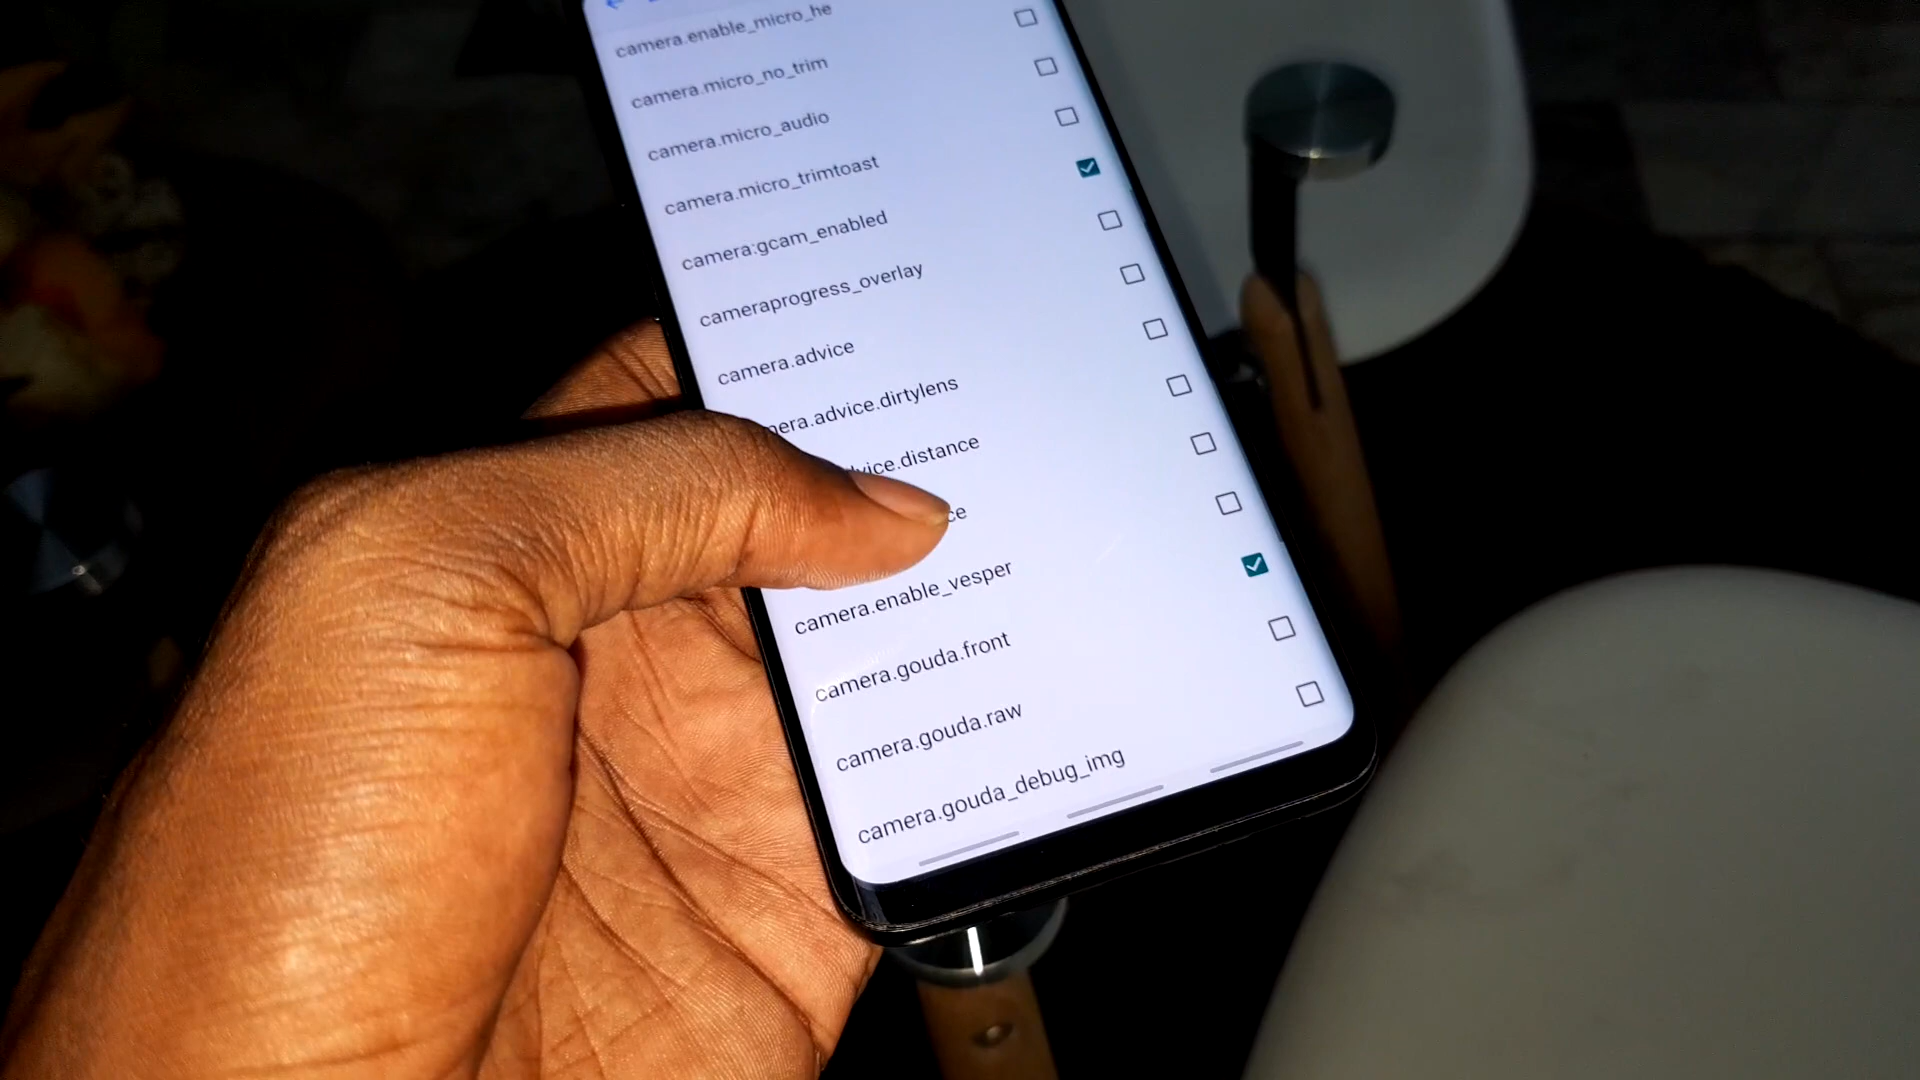 camera.enable_micro_he
camera.micro_no_trim
camera.micro_audio
camera.micro_trimtoast
camera:gcam_enabled
cameraprogress_overlay
camera.advice
mera.advice.dirtylens
vice.distance
ce
camera.enable_vesper
camera.gouda.front
camera.gouda.raw
camera.gouda_debug_img